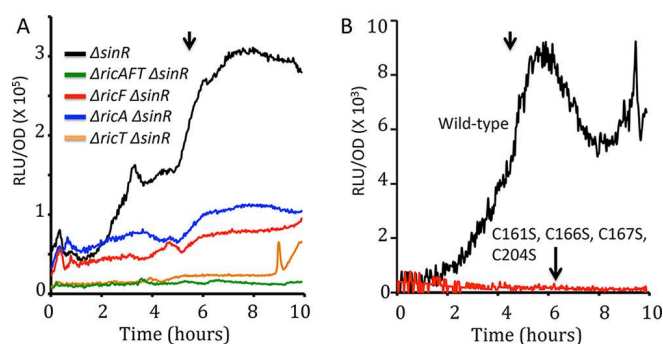 A
RLU/OD (X 10⁵)
3
2
1
0
ΔsinR
ΔricAFT ΔsinR
ΔricF ΔsinR
ΔricA ΔsinR
ΔricT ΔsinR
0 2 4 6 8 10
Time (hours)
B
RLU/OD (X 10³)
10
8
6
4
2
0
Wild-type
C161S, C166S, C167S,
C204S
0 2 4 6 8 10
Time (hours)